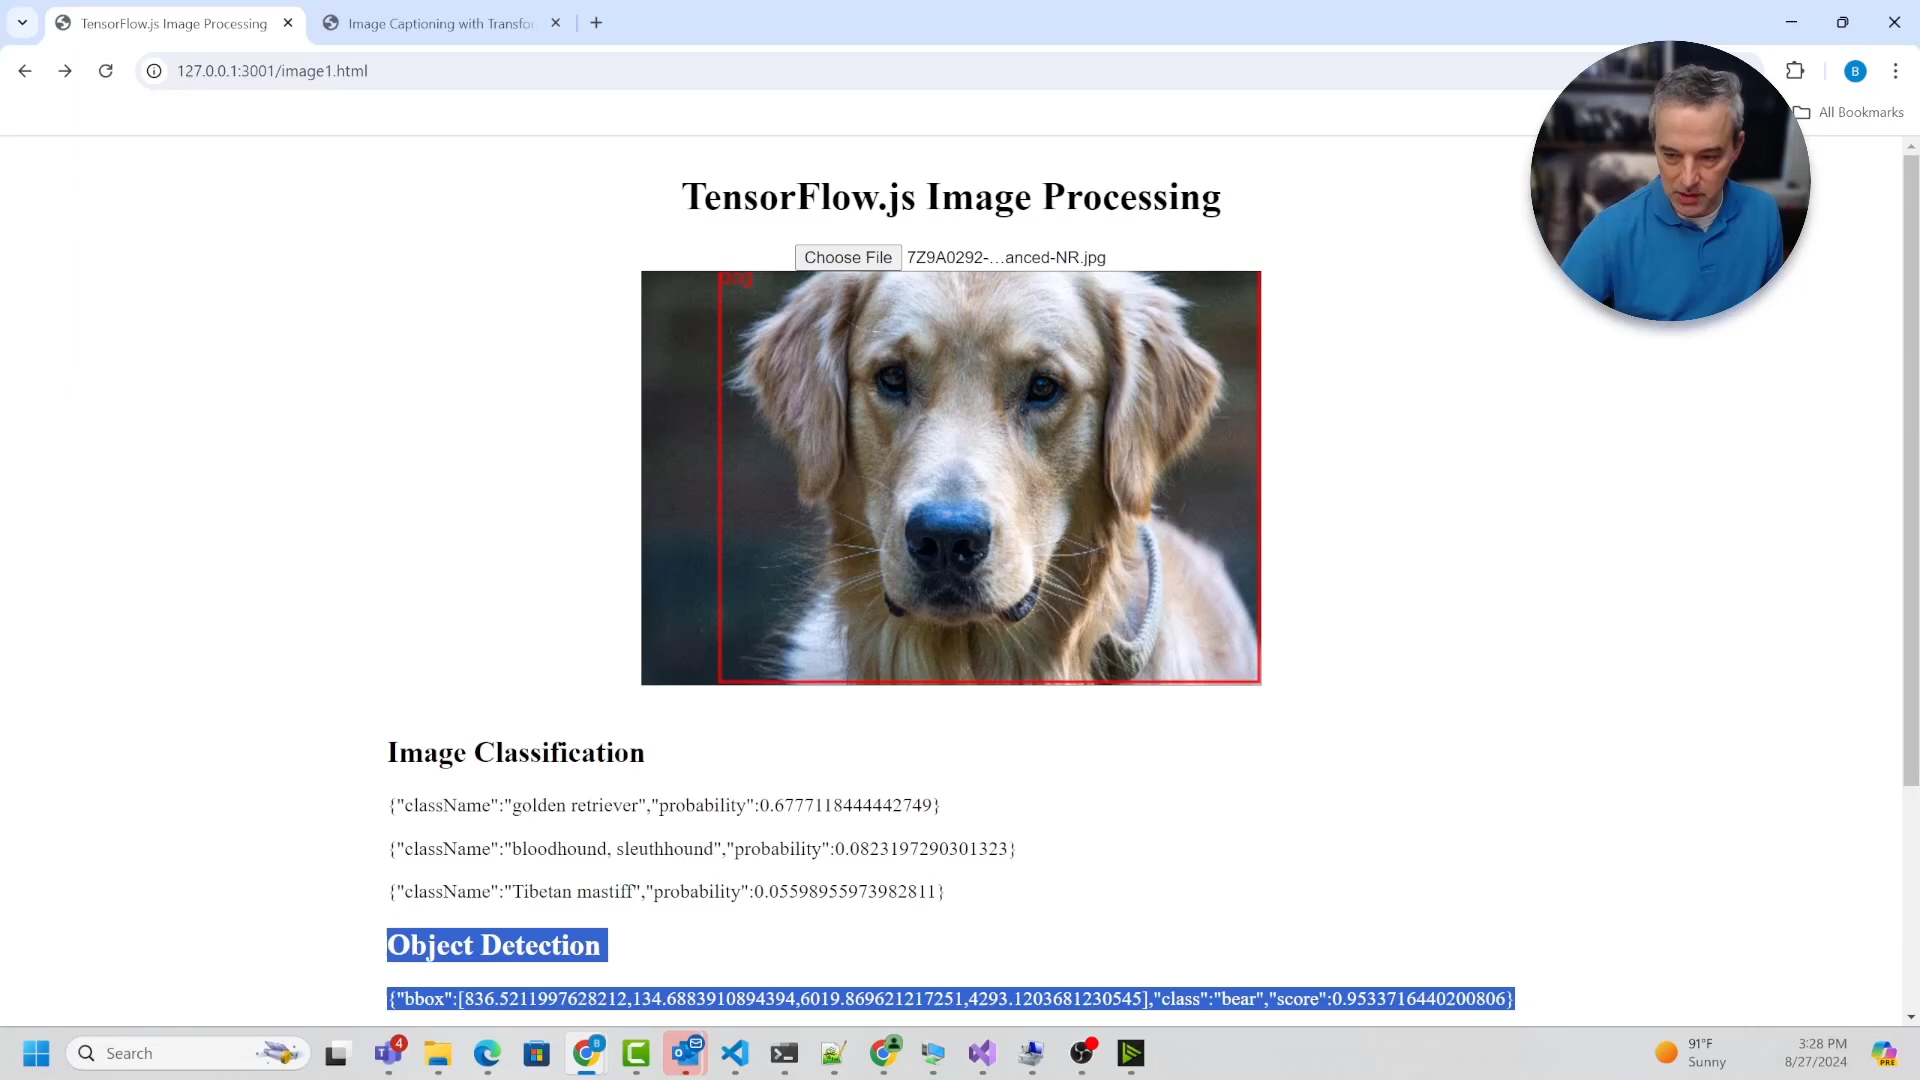 TensorFlow.js Image Processing
Image Captioning with Transfor
127.0.0.1:3001/image1.html
B
All Bookmarks
TensorFlow.js Image Processing
Choose File 7Z9A0292-...anced-NR.jpg
dog
Image Classification
{"className":"golden retriever","probability":0.6777118444442749}
{"className":"bloodhound, sleuthhound","probability":0.0823197290301323}
{"className":"Tibetan mastiff","probability":0.05598955973982811}
Object Detection
{"bbox":[836.5211997628212,134.6883910894394,6019.869621217251,4293.1203681230545],"class":"bear","score":0.9533716440200806}
Search
4
B
91°F
Sunny
3:28 PM
8/27/2024
PRE